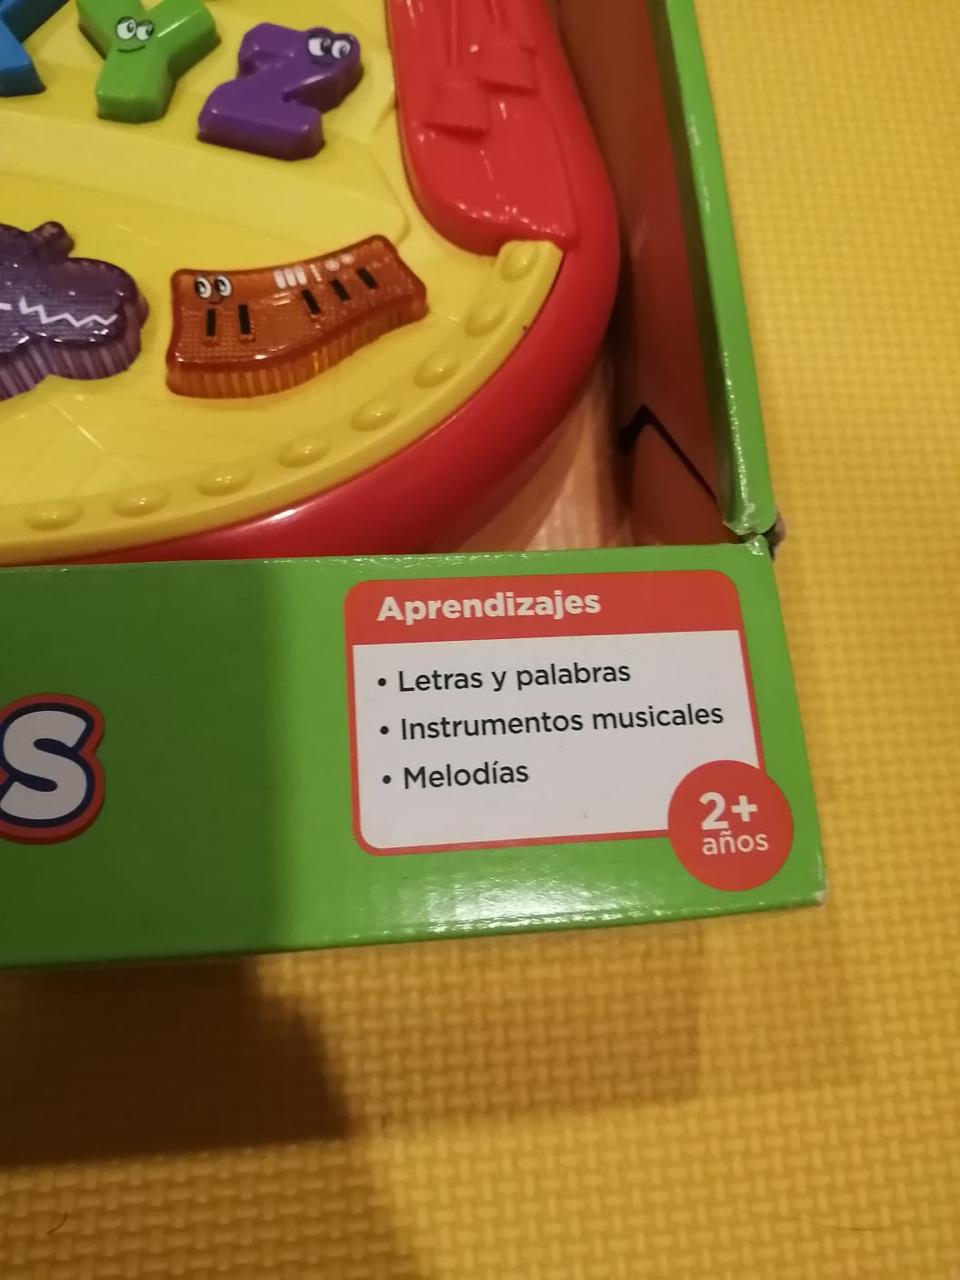 Y Z
Aprendizajes
• Letras y palabras
• Instrumentos musicales
• Melodías
2+
años
S